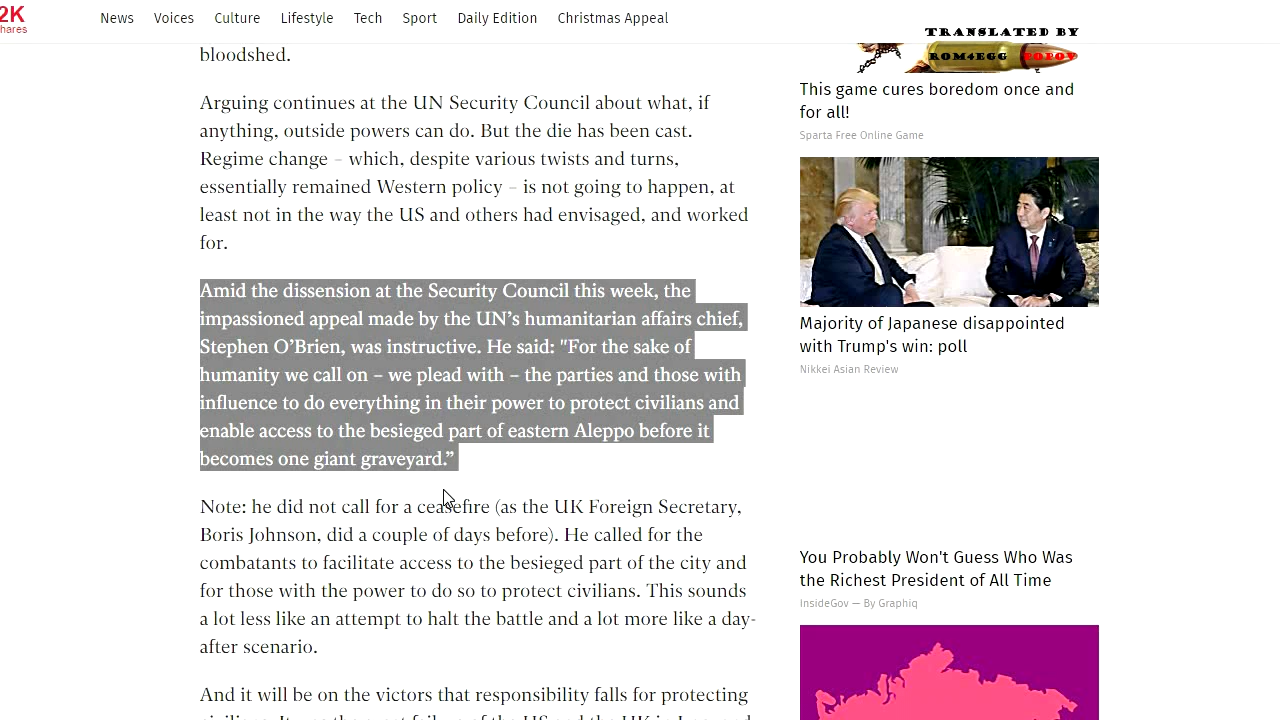 2K
hares
News Voices Culture Lifestyle Tech Sport Daily Edition Christmas Appeal
bloodshed.
Arguing continues at the UN Security Council about what, if
anything, outside powers can do. But the die has been cast.
Regime change – which, despite various twists and turns,
essentially remained Western policy – is not going to happen, at
least not in the way the US and others had envisaged, and worked
for.
Amid the dissension at the Security Council this week, the
impassioned appeal made by the UN’s humanitarian affairs chief,
Stephen O’Brien, was instructive. He said: "For the sake of
humanity we call on – we plead with – the parties and those with
influence to do everything in their power to protect civilians and
enable access to the besieged part of eastern Aleppo before it
becomes one giant graveyard.”
Note: he did not call for a ceasefire (as the UK Foreign Secretary,
Boris Johnson, did a couple of days before). He called for the
combatants to facilitate access to the besieged part of the city and
for those with the power to do so to protect civilians. This sounds
a lot less like an attempt to halt the battle and a lot more like a day-
after scenario.
And it will be on the victors that responsibility falls for protecting
TRANSLATED BY
ROM4EGG POPOV
This game cures boredom once and
for all!
Sparta Free Online Game
Majority of Japanese disappointed
with Trump's win: poll
Nikkei Asian Review
You Probably Won't Guess Who Was
the Richest President of All Time
InsideGov — By Graphiq